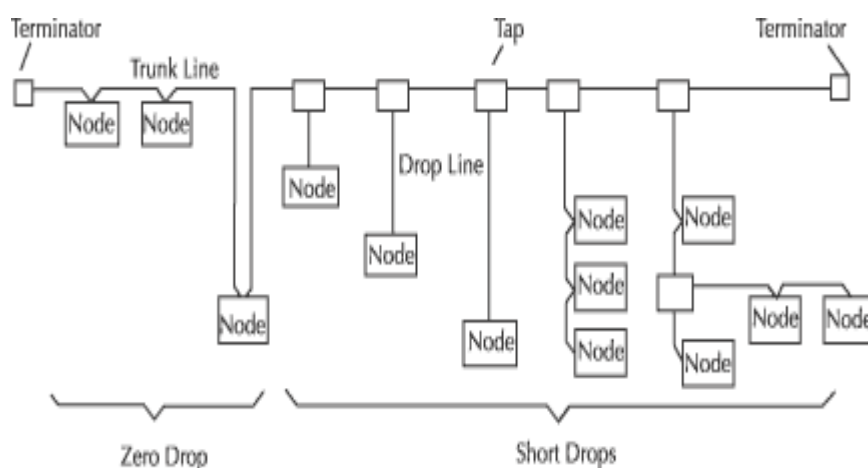 Terminator
Tap
Terminator
Trunk Line
Node
Node
Drop Line
Node
Node
Node
Node
Node
Node
Node
Node
Node
Node
Node
Node
Zero Drop
Short Drops